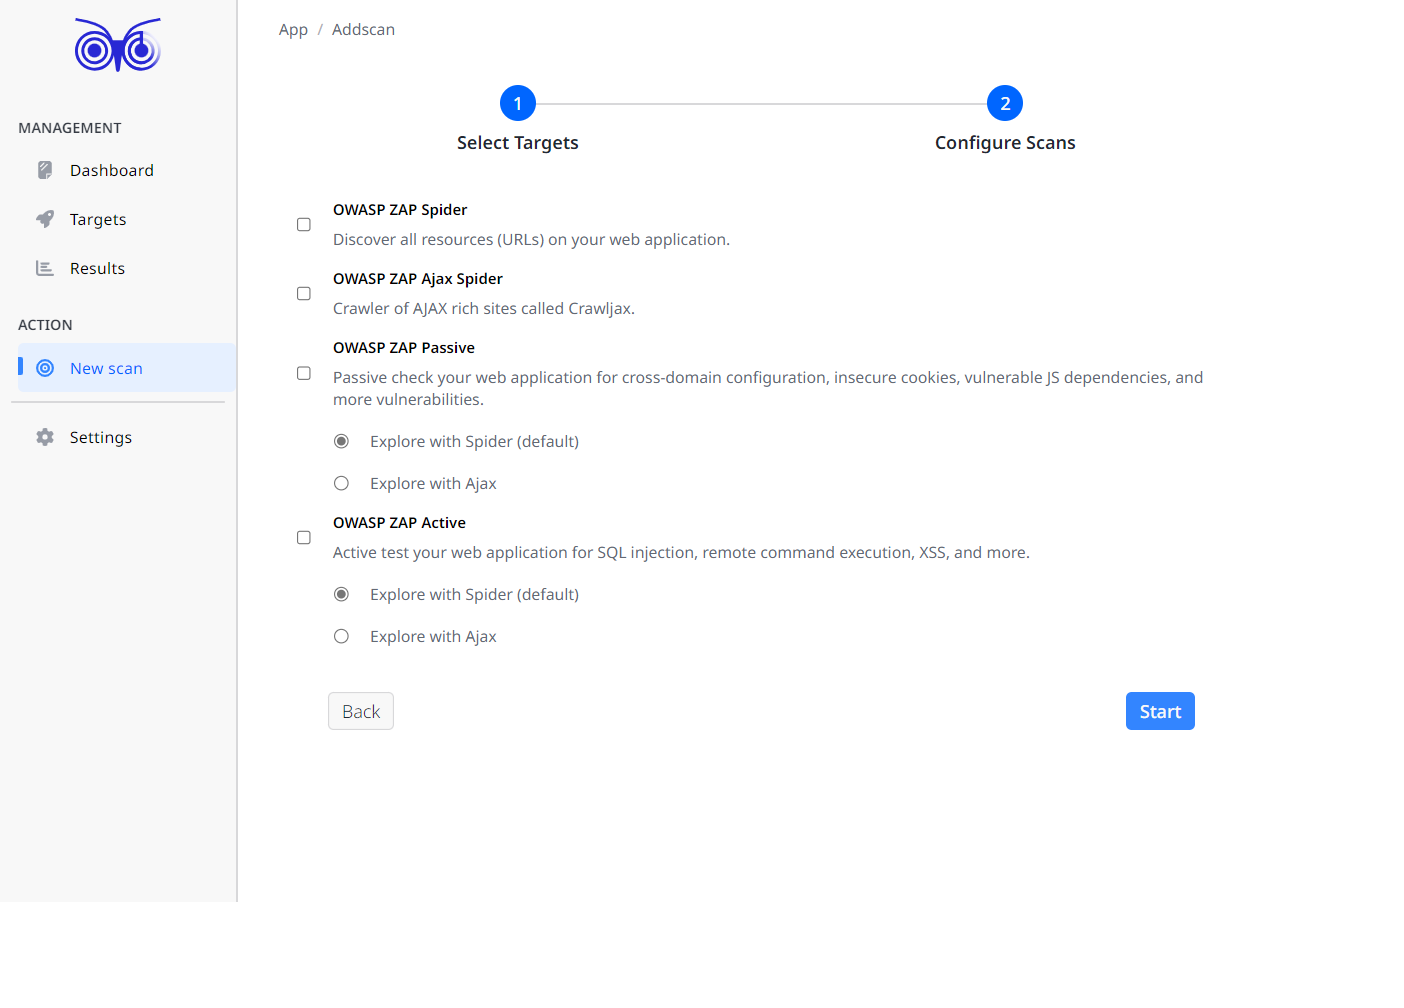 App / Addscan
MANAGEMENT
Dashboard
Targets
Results
ACTION
New scan
Settings
1
2
Select Targets
Configure Scans
OWASP ZAP Spider
Discover all resources (URLs) on your web application.
OWASP ZAP Ajax Spider
Crawler of AJAX rich sites called Crawljax.
OWASP ZAP Passive
Passive check your web application for cross-domain configuration, insecure cookies, vulnerable JS dependencies, and
more vulnerabilities.
Explore with Spider (default)
Explore with Ajax
OWASP ZAP Active
Active test your web application for SQL injection, remote command execution, XSS, and more.
Explore with Spider (default)
Explore with Ajax
Back
Start